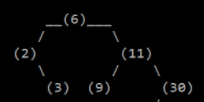 __(6)___
/ \
(2) (11)
\ / \
(3) (9) (30)
/